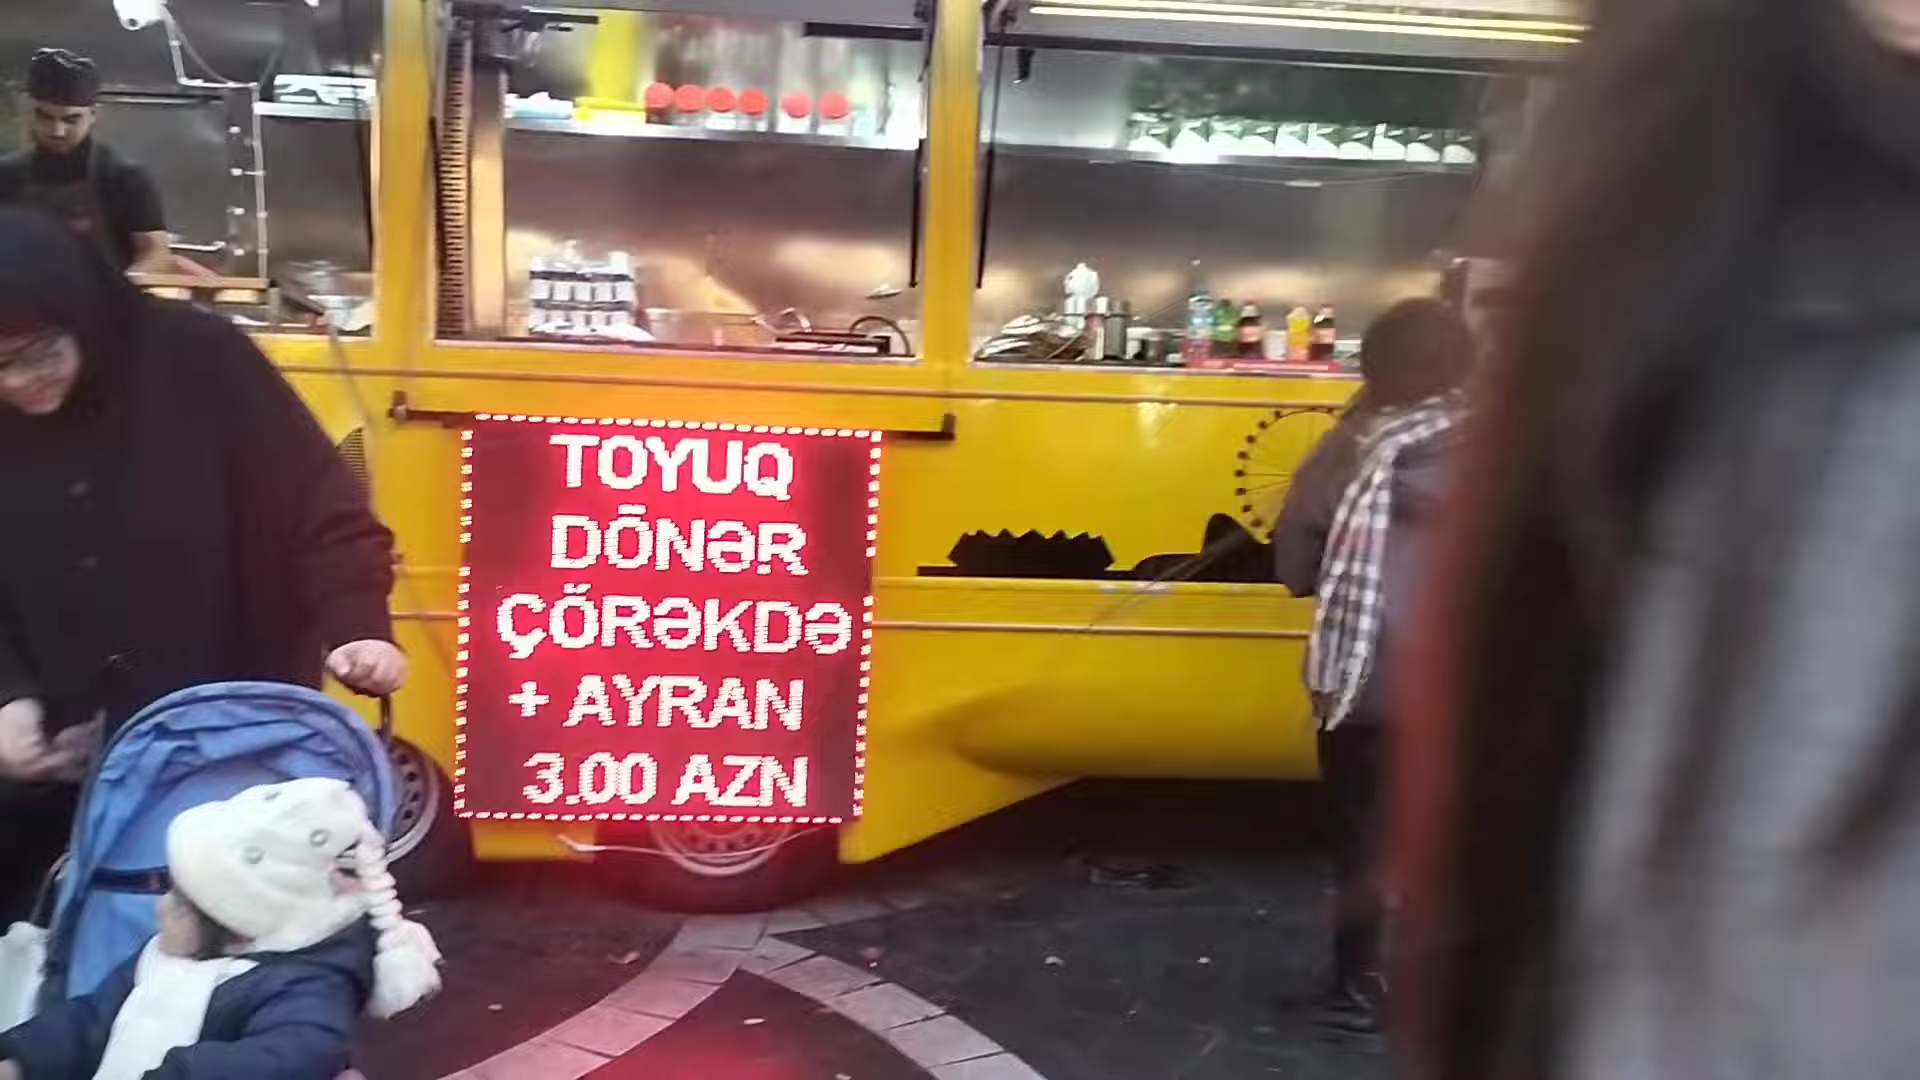 TOYUQ
DÖNƏR
ÇÖRƏKDƏ
+ AYRAN
3.00 AZN